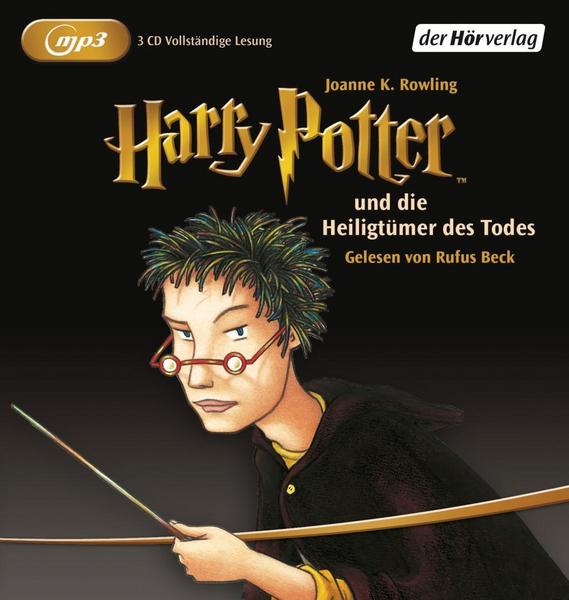 mp3
3 CD Vollständige Lesung
der Hörverlag
Joanne K. Rowling
Harry Potter™
und die
Heiligtümer des Todes
Gelesen von Rufus Beck